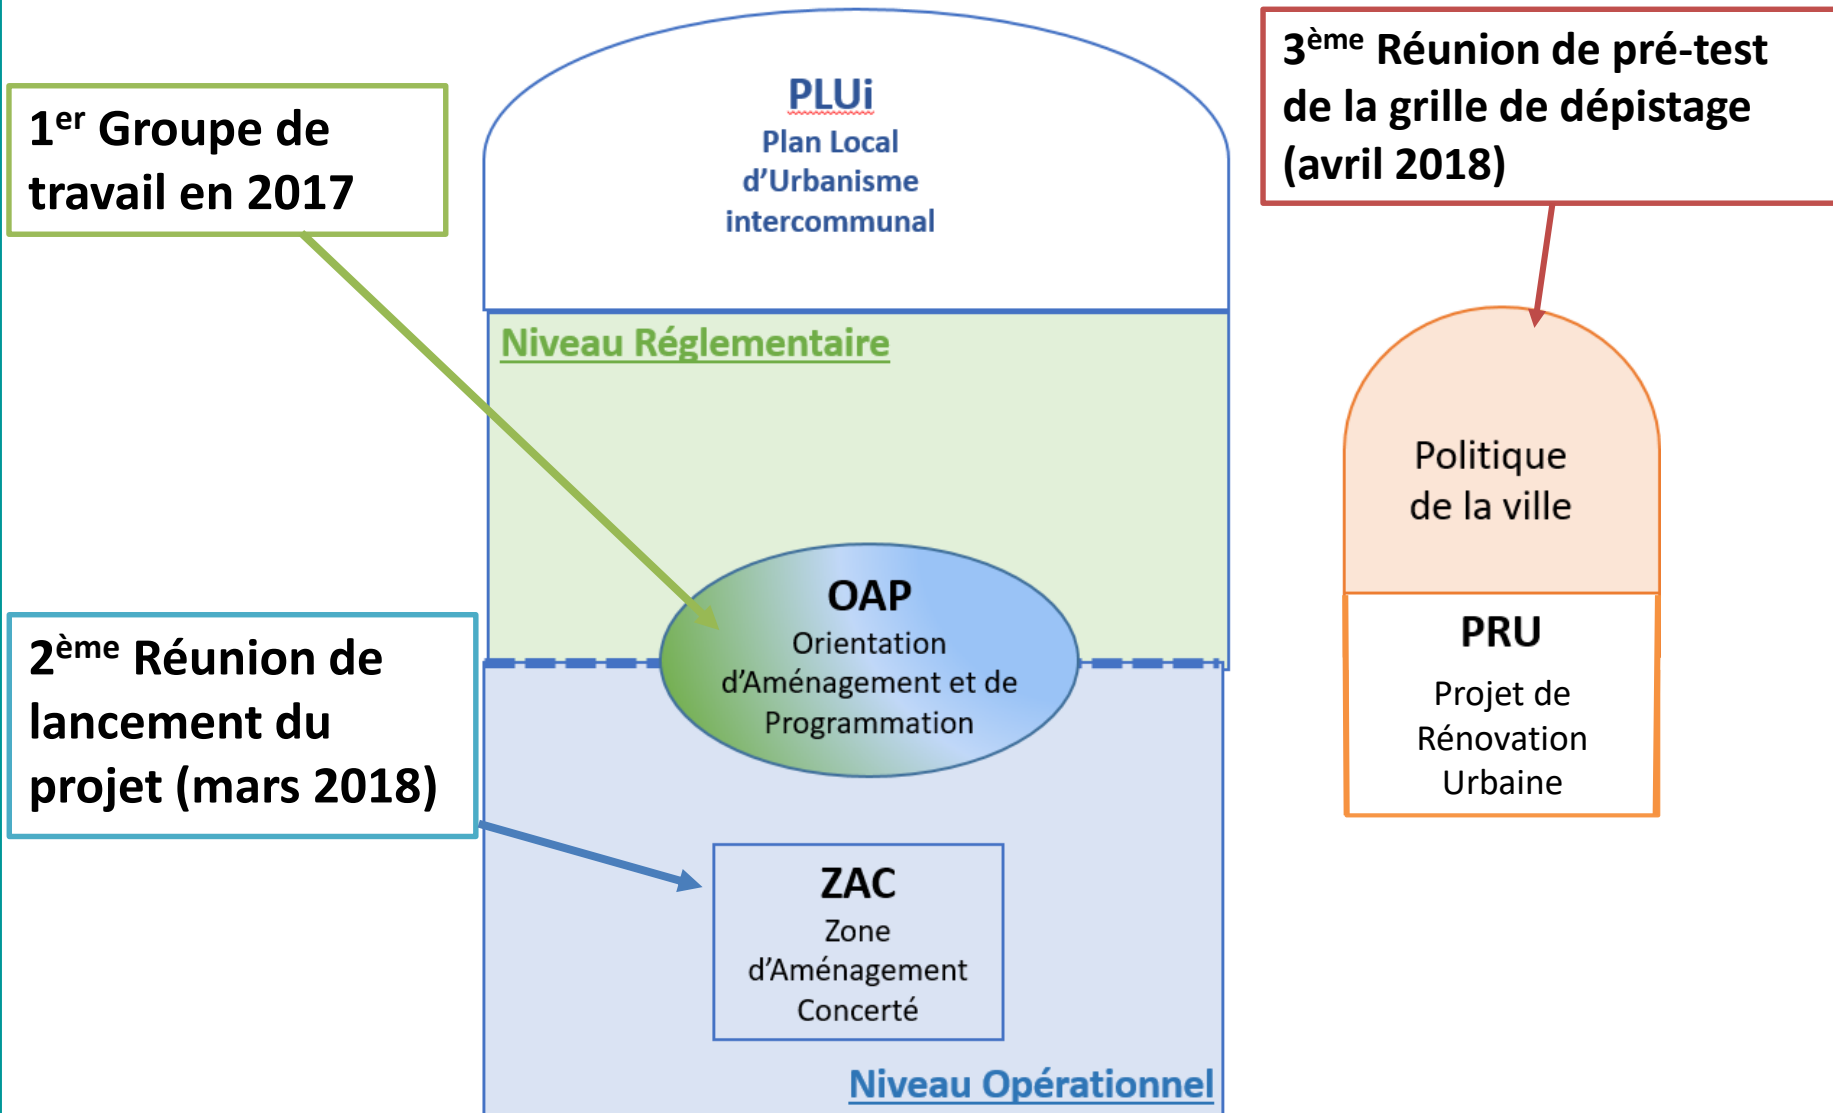 1er Groupe de
travail en 2017
PLUi
Plan Local
d’Urbanisme
intercommunal
3ème Réunion de pré-test
de la grille de dépistage
(avril 2018)
Niveau Réglementaire
Politique
de la ville
OAP
Orientation
d’Aménagement et de
Programmation
PRU
Projet de
Rénovation
Urbaine
2ème Réunion de
lancement du
projet (mars 2018)
ZAC
Zone
d’Aménagement
Concerté
Niveau Opérationnel